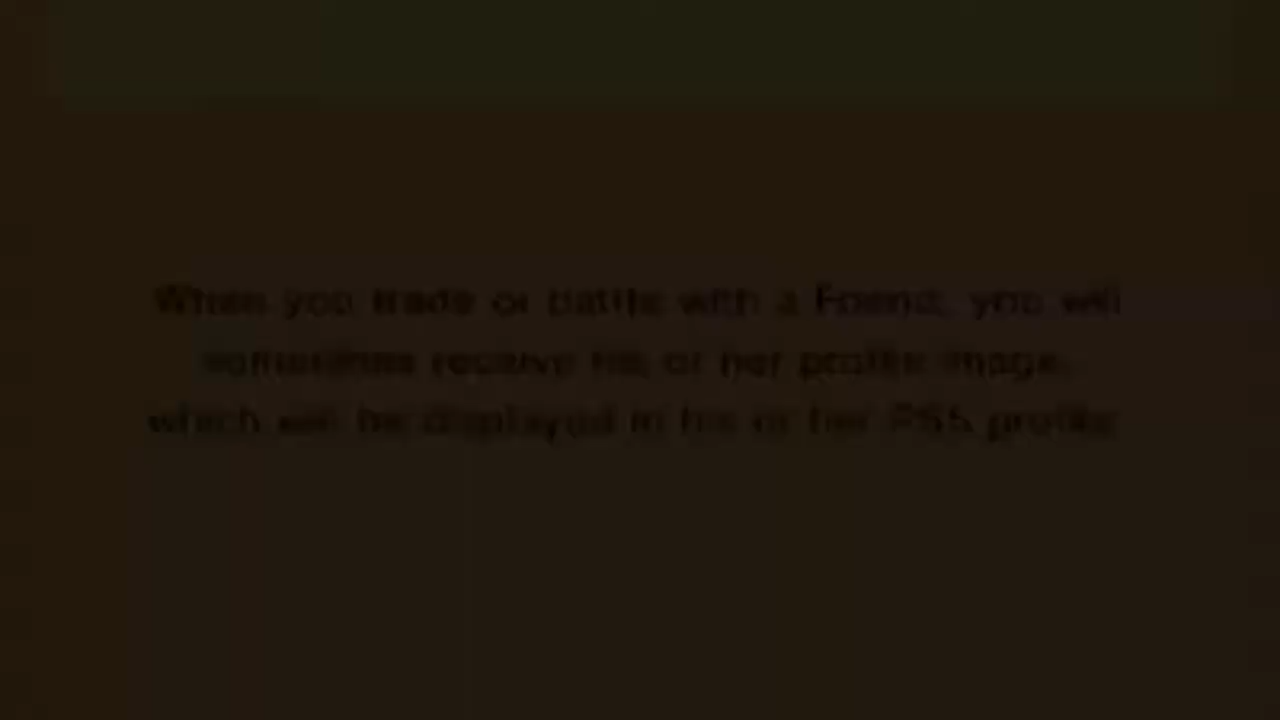 When you trade or battle with a Friend, you will
sometimes receive his or her profile image,
which will be displayed in his or her PSS profile.